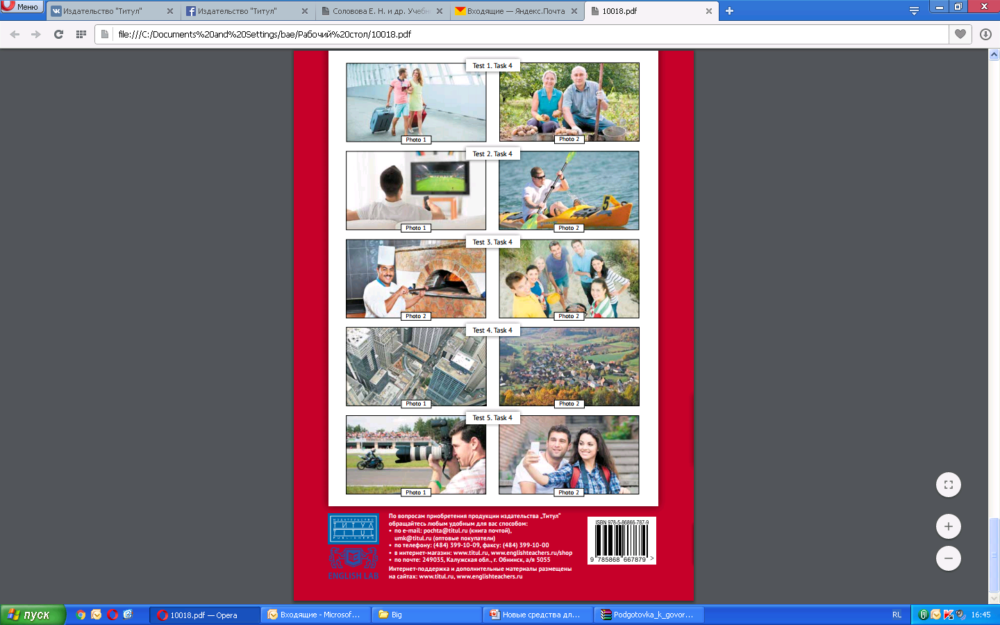 Меню
Издательство "Титул"
Издательство "Титул"
Соловова Е. Н. и др. Учебн
Входящие — Яндекс.Почта
10018.pdf
file:///C:/Documents%20and%20Settings/bae/Рабочий%20стол/10018.pdf
Test 1. Task 4
Photo 1
Photo 2
Test 2. Task 4
5
Photo 1
Photo 2
Test 3. Task 4
Photo 2
Photo 2
Test 4. Task 4
Photo 1
Photo 2
Test 5. Task 4
Photo 1
Photo 2
ИЗДАТЕЛЬСТВО
ТИТУЛ
TITUL
PUBLISHERS
ENGLISH LAB
По вопросам приобретения продукции издательства „Титул“
обращайтесь любым удобным для вас способом:
• по e-mail: pochta@titul.ru (книга почтой),
umk@titul.ru (оптовые покупатели)
• по телефону: (484) 399-10-09, факсу: (484) 399-10-00
• в интернет-магазин: www.titul.ru, www.englishteachers.ru/shop
• по почте: 249035, Калужская обл., г. Обнинск, а/я 5055
Интернет-поддержка и дополнительные материалы размещены
на сайтах: www.titul.ru, www.englishteachers.ru
ISBN 978-5-86866-787-9
9 785868 667879 >
пуск
10018.pdf — Opera
Входящие - Microsof...
Big
Новые средства дл...
Podgotovka_k_govor...
RL
16:45